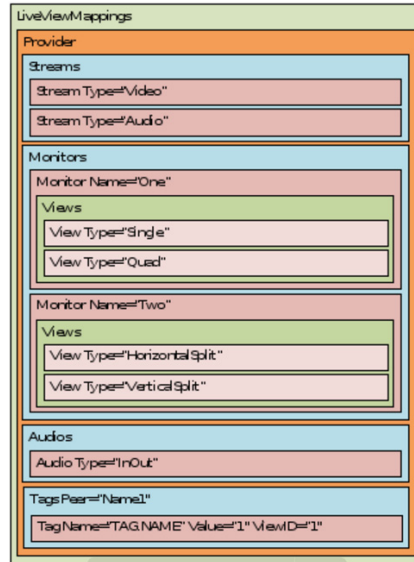 LiveViewMappings
Provider
Streams
Stream Type="Video"
Stream Type="Audio"
Monitors
Monitor Name="One"
Views
View Type="Single"
View Type="Quad"
Monitor Name="Two"
Views
View Type="HorizontalSplit"
View Type="VerticalSplit"
Audios
Audio Type="InOut"
Tags Peer="Name1"
Tag Name="TAG.NAME" Value="1" ViewID="1"